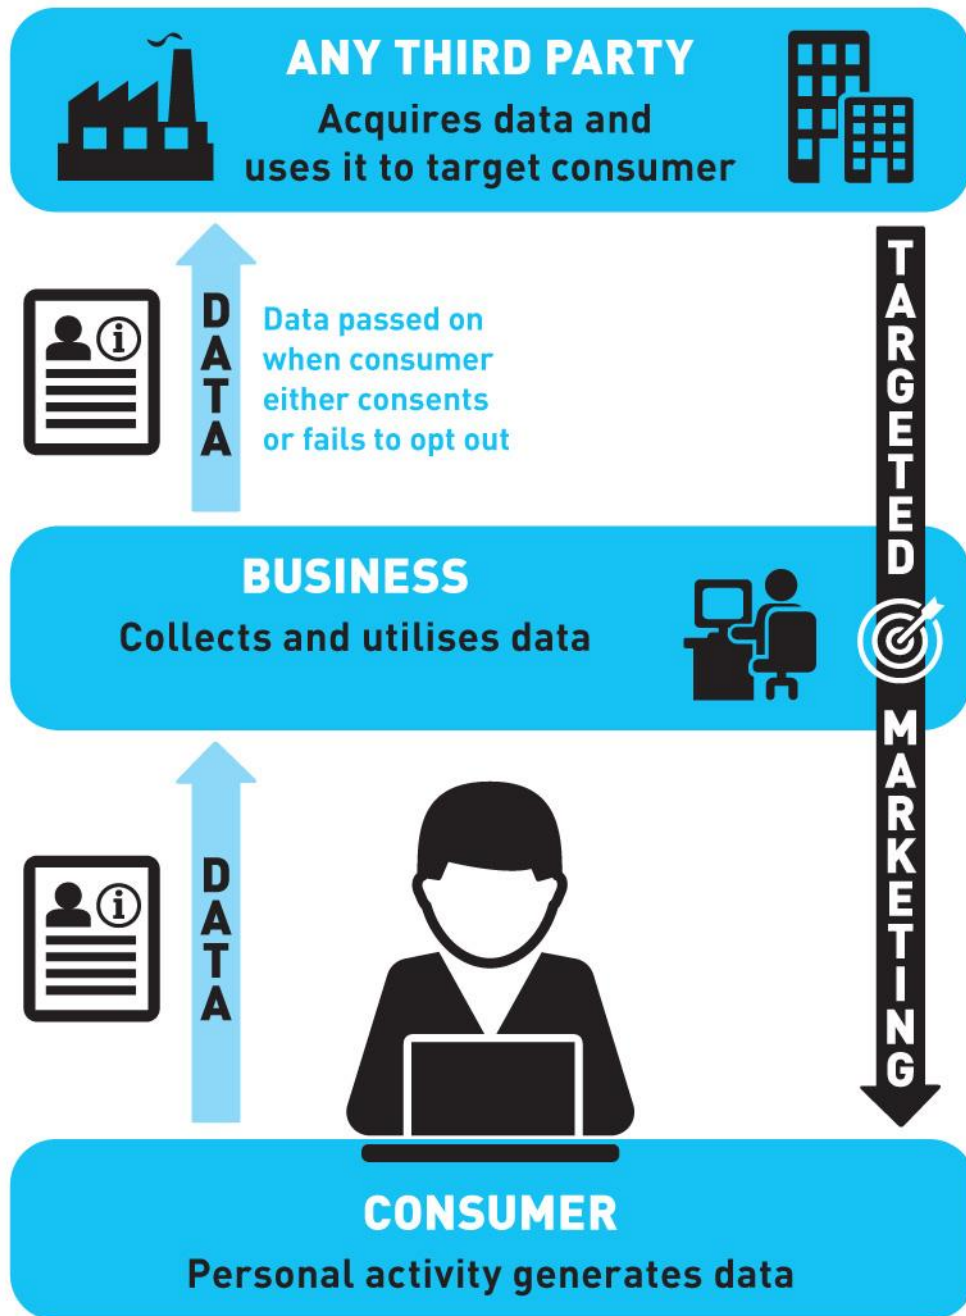 ANY THIRD PARTY
Acquires data and
uses it to target consumer
DATA
Data passed on
when consumer
either consents
or fails to opt out
TARGETED MARKETING
BUSINESS
Collects and utilises data
DATA
CONSUMER
Personal activity generates data